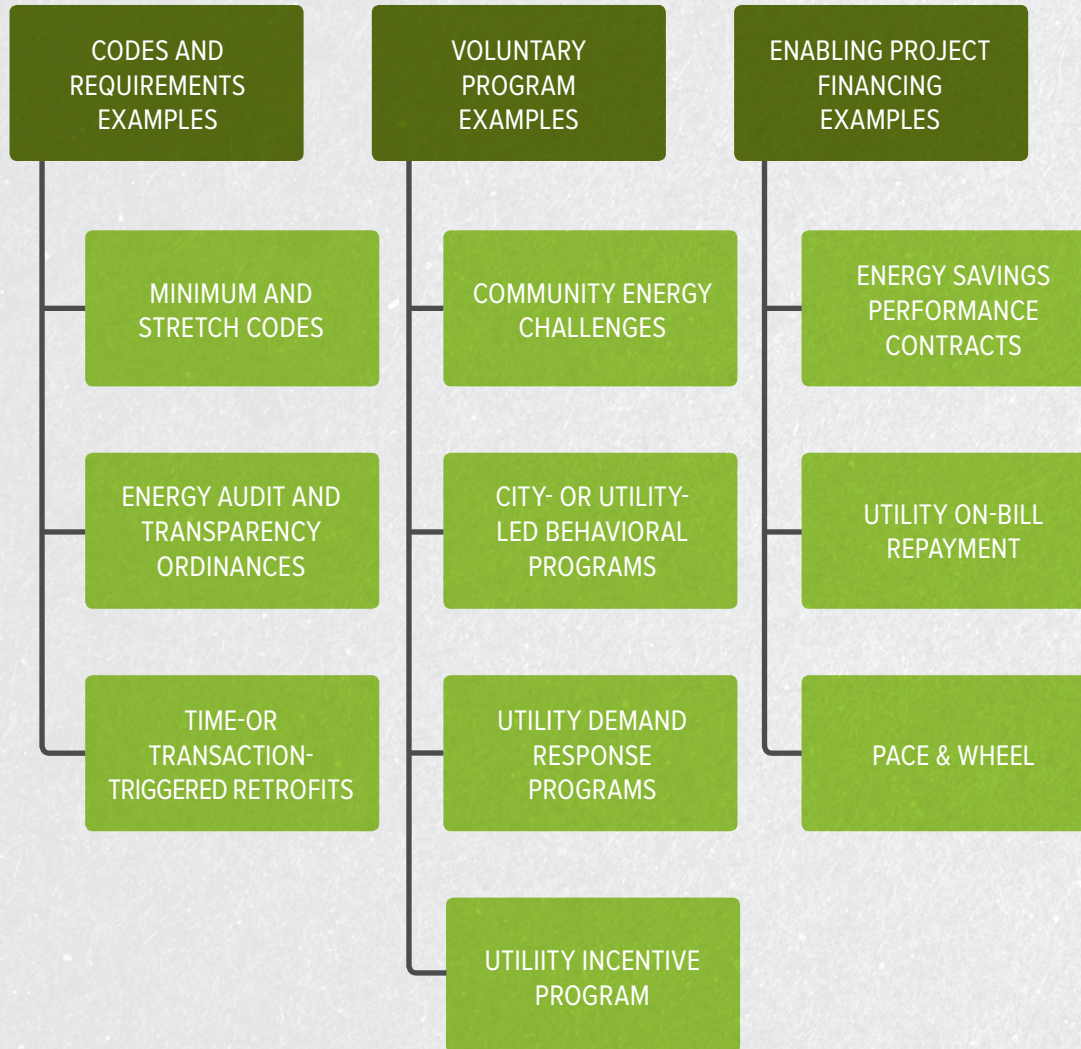 CODES AND
REQUIREMENTS
EXAMPLES
MINIMUM AND
STRETCH CODES
ENERGY AUDIT AND
TRANSPARENCY
ORDINANCES
TIME-OR
TRANSACTION-
TRIGGERED RETROFITS
VOLUNTARY
PROGRAM
EXAMPLES
COMMUNITY ENERGY
CHALLENGES
CITY- OR UTILITY-
LED BEHAVIORAL
PROGRAMS
UTILITY DEMAND
RESPONSE
PROGRAMS
UTILIITY INCENTIVE
PROGRAM
ENABLING PROJECT
FINANCING
EXAMPLES
ENERGY SAVINGS
PERFORMANCE
CONTRACTS
UTILITY ON-BILL
REPAYMENT
PACE & WHEEL